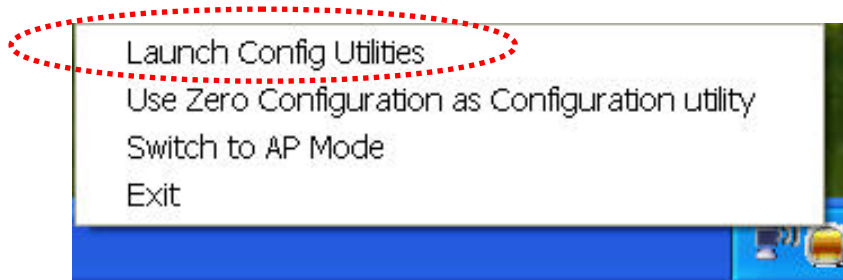 Launch Config Utilities
Use Zero Configuration as Configuration utility
Switch to AP Mode
Exit